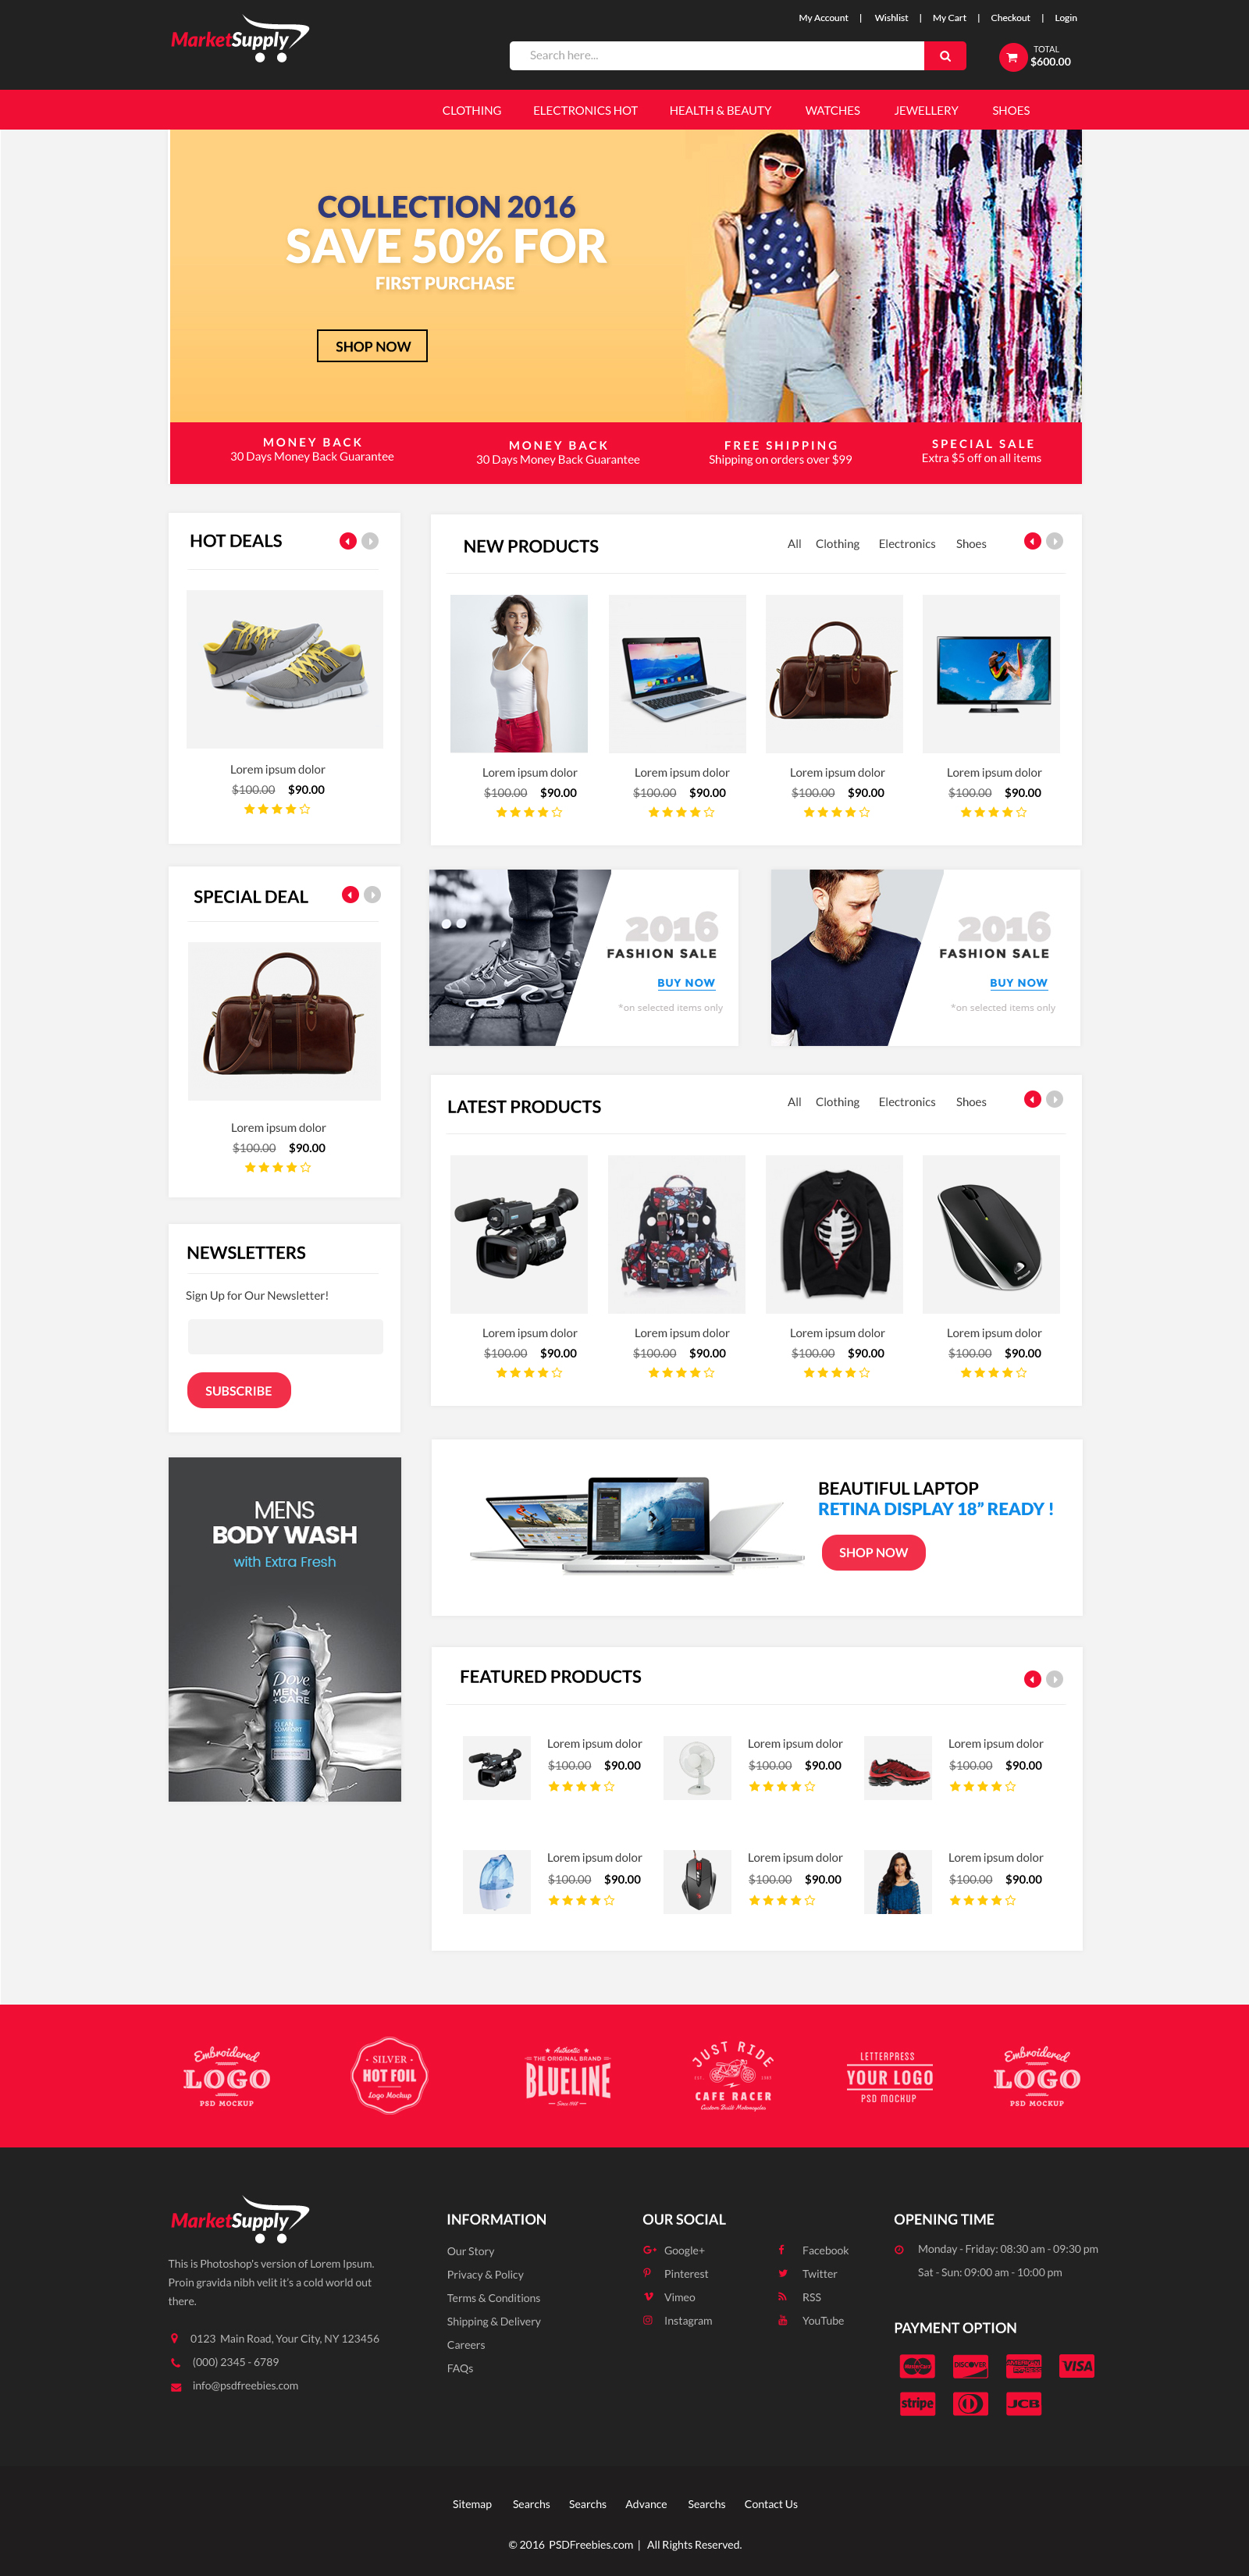 My Account | Wishlist | My Cart | Checkout | Login
MarketSupply
Search here...
TOTAL
$600.00
CLOTHING ELECTRONICS HOT HEALTH & BEAUTY WATCHES JEWELLERY SHOES
COLLECTION 2016
SAVE 50% FOR
FIRST PURCHASE
SHOP NOW
MONEY BACK
30 Days Money Back Guarantee
MONEY BACK
30 Days Money Back Guarantee
FREE SHIPPING
Shipping on orders over $99
SPECIAL SALE
Extra $5 off on all items
HOT DEALS
Lorem ipsum dolor
$100.00 $90.00
NEW PRODUCTS
All Clothing Electronics Shoes
Lorem ipsum dolor Lorem ipsum dolor Lorem ipsum dolor Lorem ipsum dolor
$100.00 $90.00 $100.00 $90.00 $100.00 $90.00 $100.00 $90.00
SPECIAL DEAL
Lorem ipsum dolor
$100.00 $90.00
2016
FASHION SALE
BUY NOW
*on selected items only
2016
FASHION SALE
BUY NOW
*on selected items only
LATEST PRODUCTS
All Clothing Electronics Shoes
Lorem ipsum dolor Lorem ipsum dolor Lorem ipsum dolor Lorem ipsum dolor
$100.00 $90.00 $100.00 $90.00 $100.00 $90.00 $100.00 $90.00
NEWSLETTERS
Sign Up for Our Newsletter!
SUBSCRIBE
MENS
BODY WASH
with Extra Fresh
Dove
MEN
+CARE
CLEAN
COMFORT
BEAUTIFUL LAPTOP
RETINA DISPLAY 18” READY !
SHOP NOW
FEATURED PRODUCTS
Lorem ipsum dolor Lorem ipsum dolor Lorem ipsum dolor
$100.00 $90.00 $100.00 $90.00 $100.00 $90.00
Lorem ipsum dolor Lorem ipsum dolor Lorem ipsum dolor
$100.00 $90.00 $100.00 $90.00 $100.00 $90.00
Embroidered
LOGO
PSD MOCKUP
SILVER
HOT FOIL
Logo Mockup
Authentic
THE ORIGINAL BRAND
BLUELINE
Since 1968
JUST RIDE
CAFE RACER
Custom Built Motorcycles
LETTERPRESS
YOUR LOGO
PSD MOCKUP
Embroidered
LOGO
PSD MOCKUP
MarketSupply
This is Photoshop's version of Lorem Ipsum.
Proin gravida nibh velit it’s a cold world out
there.
0123 Main Road, Your City, NY 123456
(000) 2345 - 6789
info@psdfreebies.com
INFORMATION
Our Story
Privacy & Policy
Terms & Conditions
Shipping & Delivery
Careers
FAQs
OUR SOCIAL
Google+ Facebook
Pinterest Twitter
Vimeo RSS
Instagram YouTube
OPENING TIME
Monday - Friday: 08:30 am - 09:30 pm
Sat - Sun: 09:00 am - 10:00 pm
PAYMENT OPTION
MasterCard DISCOVER VISA
stripe JCB
Sitemap Searchs Searchs Advance Searchs Contact Us
© 2016 PSDFreebies.com | All Rights Reserved.